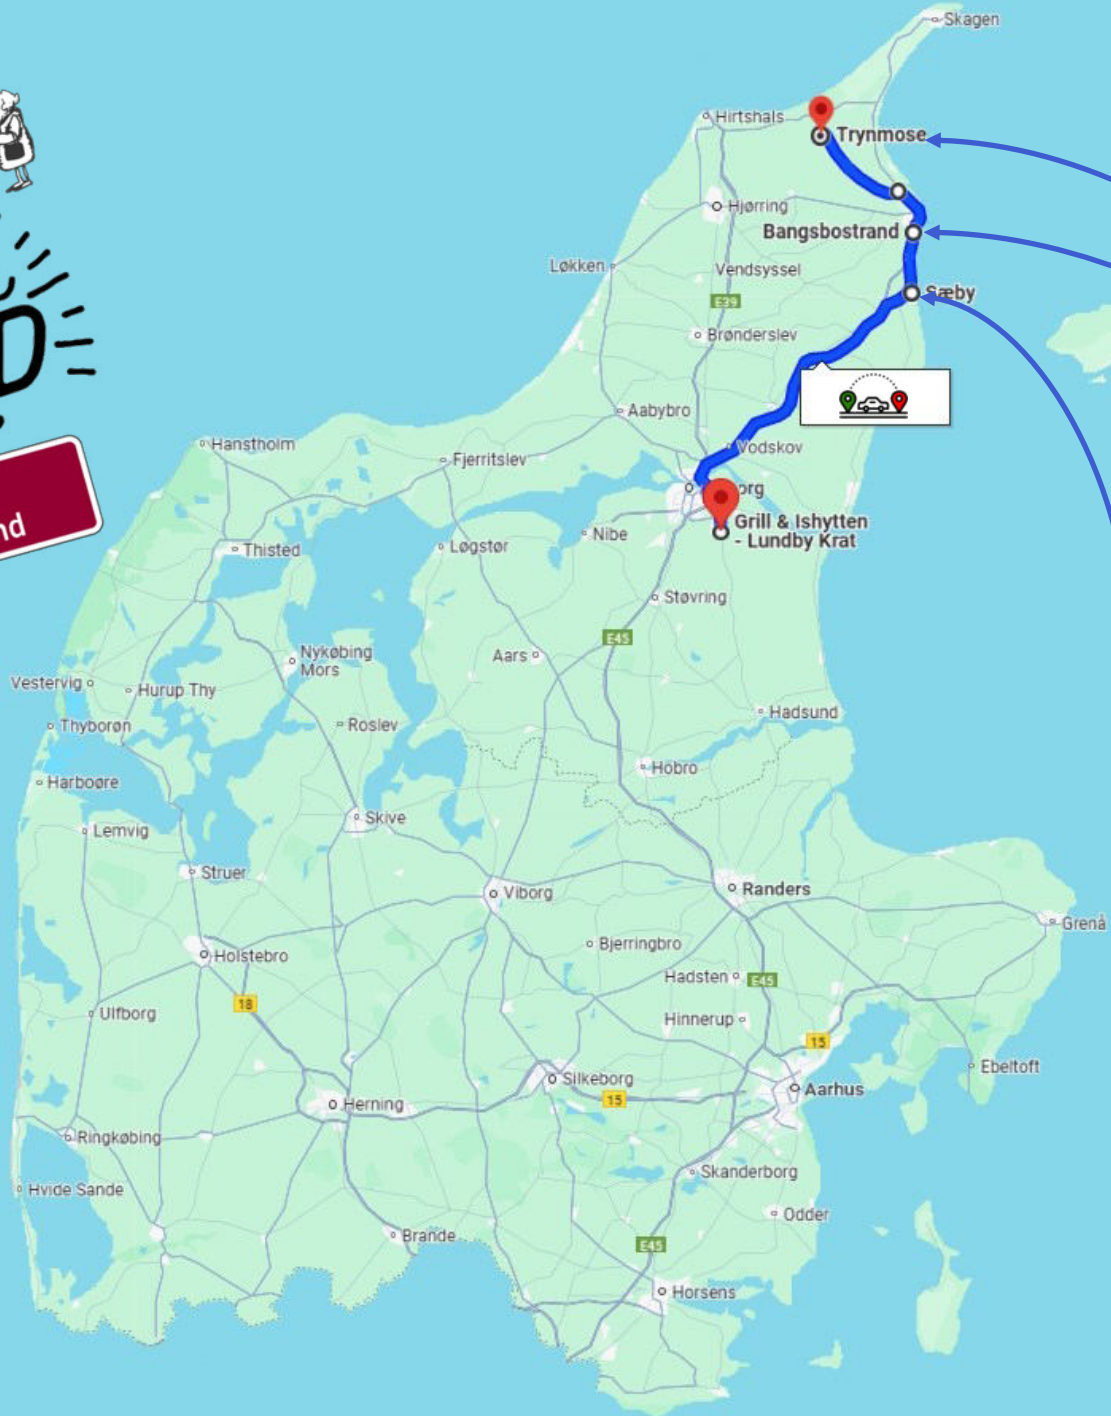 Skagen
Hirtshals
Trynmose
Hjørring
Bangsbostrand
Løkken
Vendsyssel
Sæby
E39
Brønderslev
D
Aabybro
Hanstholm
Vodskov
Fjerritslev
org
nd
Grill & Ishytten
- Lundby Krat
Nibe
Thisted
Løgstør
Støvring
E45
Nykøbing
Mors
Aars
Vestervig
Hurup Thy
Hadsund
Thyborøn
Roslev
Hobro
Harboøre
Skive
Lemvig
Struer
Viborg
Randers
Grenå
Bjerringbro
Holstebro
Hadsten
E45
18
Ulfborg
Hinnerup
15
Ebeltoft
Silkeborg
Aarhus
15
Herning
Ringkøbing
Skanderborg
Hvide Sande
Odder
Brande
E45
Horsens